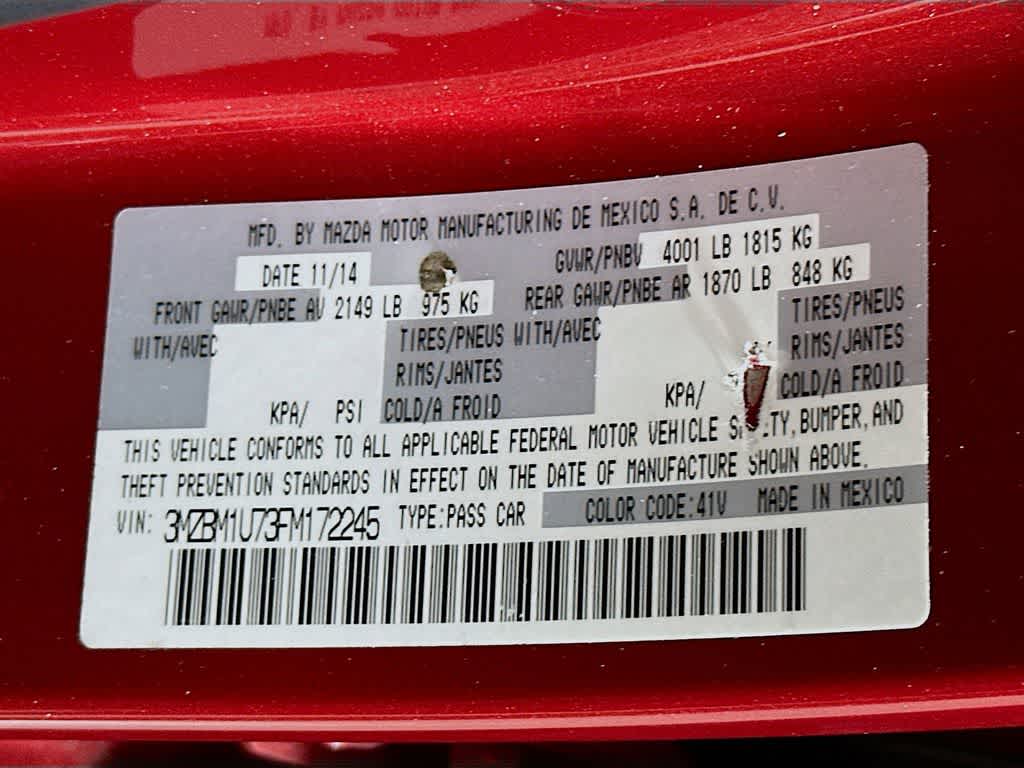 MFD. BY MAZDA MOTOR MANUFACTURING DE MEXICO S.A. DE C.V.
DATE 11/14 GVWR/PNBV 4001 LB 1815 KG
FRONT GAWR/PNBE AV 2149 LB 975 KG REAR GAWR/PNBE AR 1870 LB 848 KG
WITH/AVEC TIRES/PNEUS WITH/AVEC TIRES/PNEUS
RIMS/JANTES RIMS/JANTES
KPA/ PSI COLD/A FROID KPA/ COLD/A FROID
THIS VEHICLE CONFORMS TO ALL APPLICABLE FEDERAL MOTOR VEHICLE BUMPER, AND
THEFT PREVENTION STANDARDS IN EFFECT ON THE DATE OF MANUFACTURE SHOWN ABOVE.
VIN: 3MZBM1U73FM172245 TYPE:PASS CAR COLOR CODE:41V MADE IN MEXICO